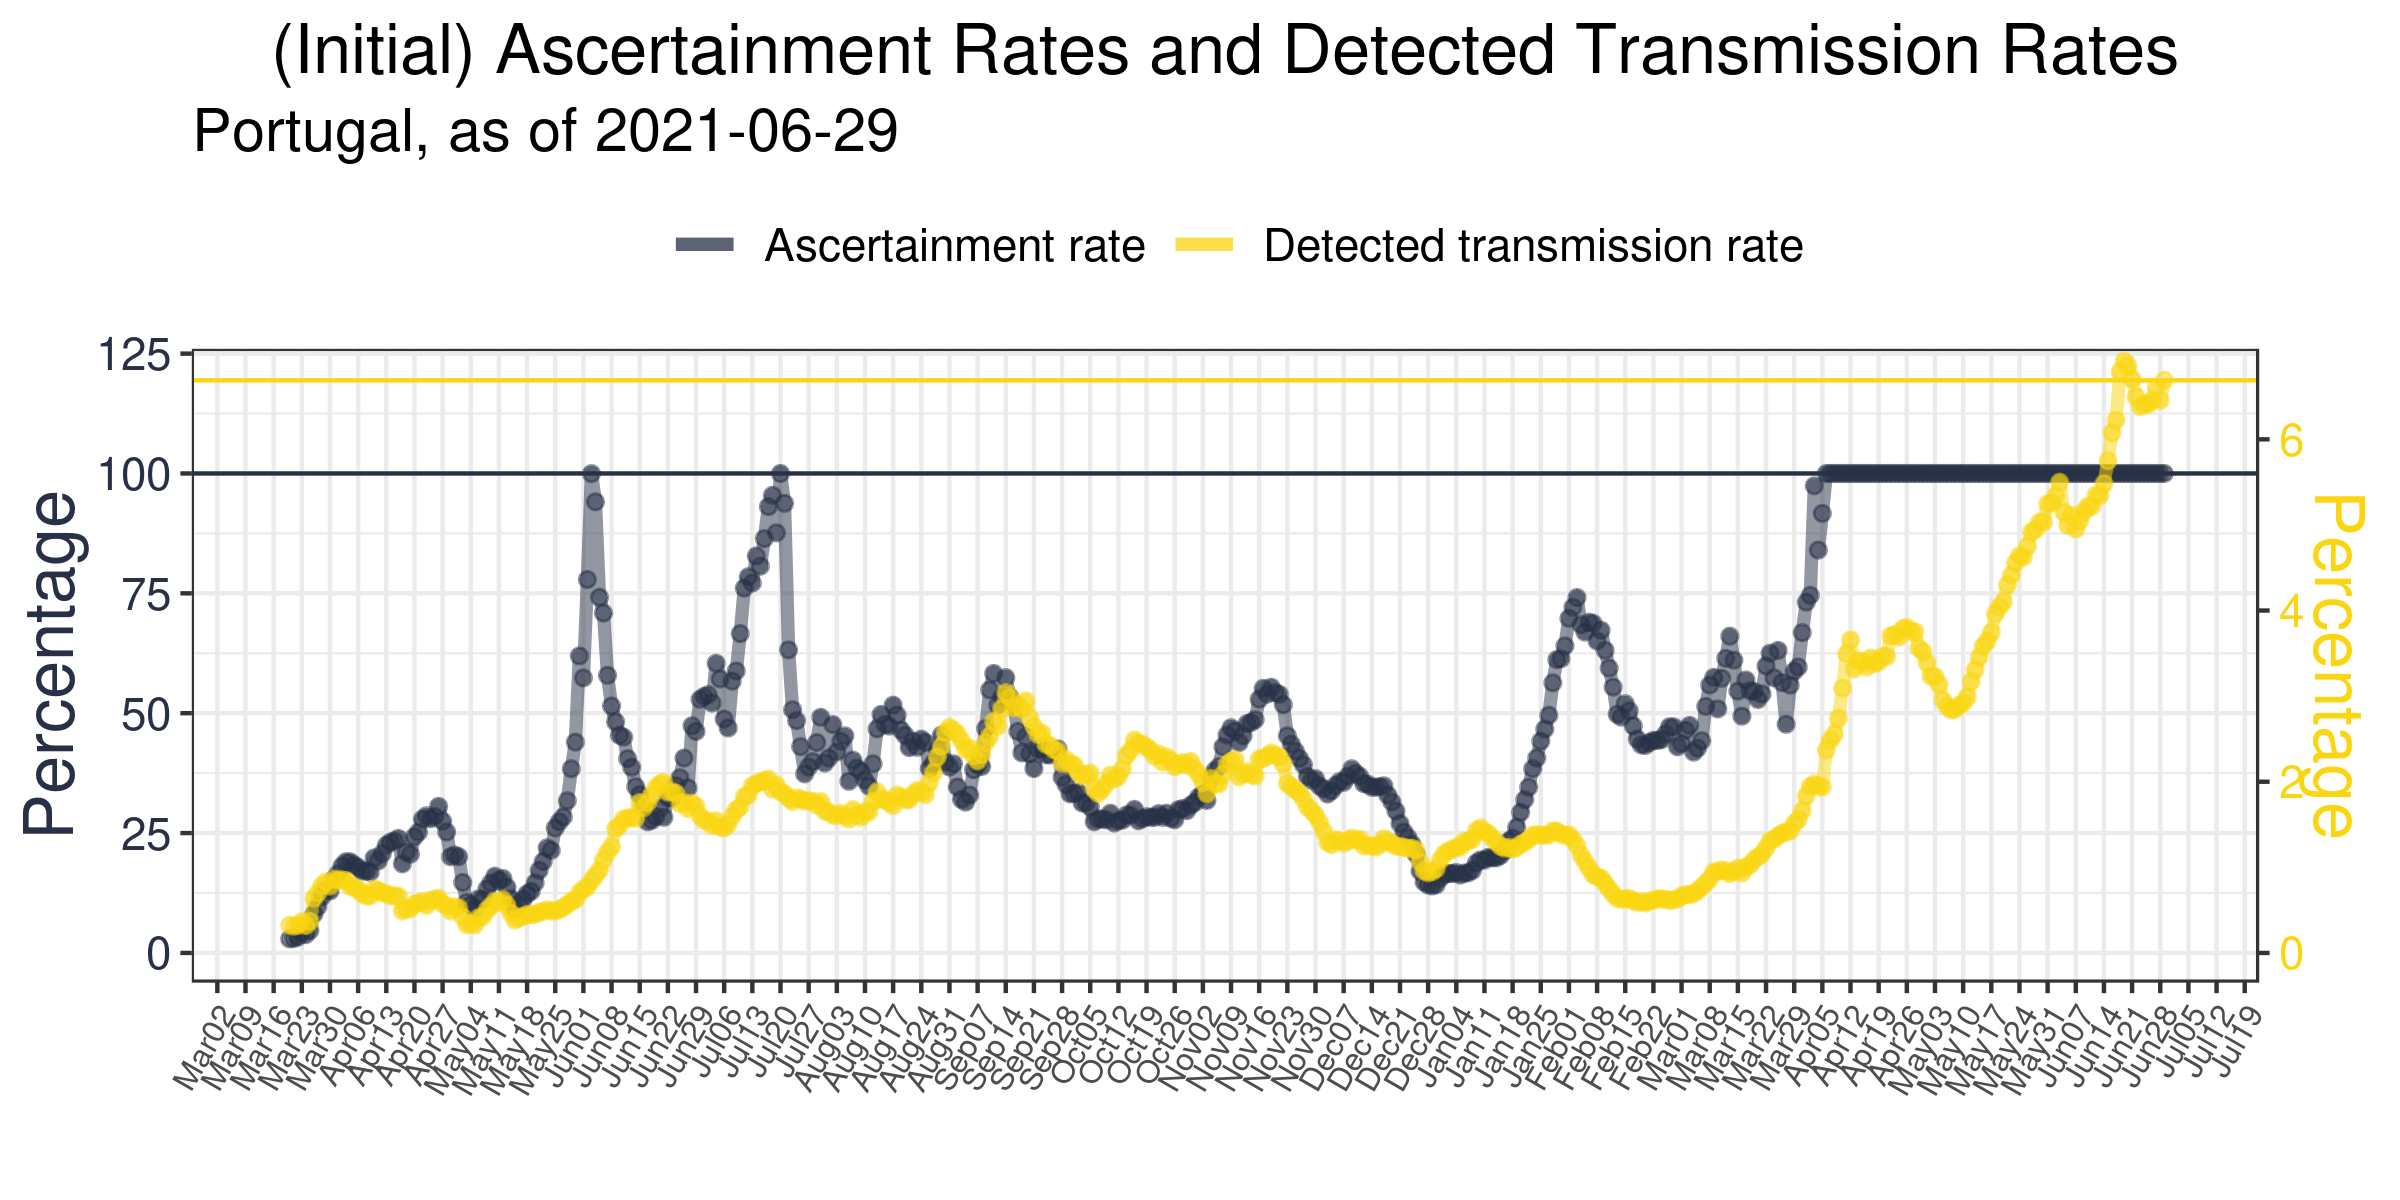 (Initial) Ascertainment Rates and Detected Transmission Rates
Portugal, as of 2021-06-29
Ascertainment rate
Detected transmission rate
Percentage
125
100
75
50
25
0
6
4
2
0
Percentage
Mar02
Mar09
Mar16
Mar23
Mar30
Apr06
Apr13
Apr20
Apr27
May04
May11
May18
May25
Jun01
Jun08
Jun15
Jun22
Jun29
Jul06
Jul13
Jul20
Jul27
Aug03
Aug10
Aug17
Aug24
Aug31
Sep07
Sep14
Sep21
Sep28
Oct05
Oct12
Oct19
Oct26
Nov02
Nov09
Nov16
Nov23
Nov30
Dec07
Dec14
Dec21
Dec28
Jan04
Jan11
Jan18
Jan25
Feb01
Feb08
Feb15
Feb22
Mar01
Mar08
Mar15
Mar22
Mar29
Apr05
Apr12
Apr19
Apr26
May03
May10
May17
May24
May31
Jun07
Jun14
Jun21
Jun28
Jul05
Jul12
Jul19